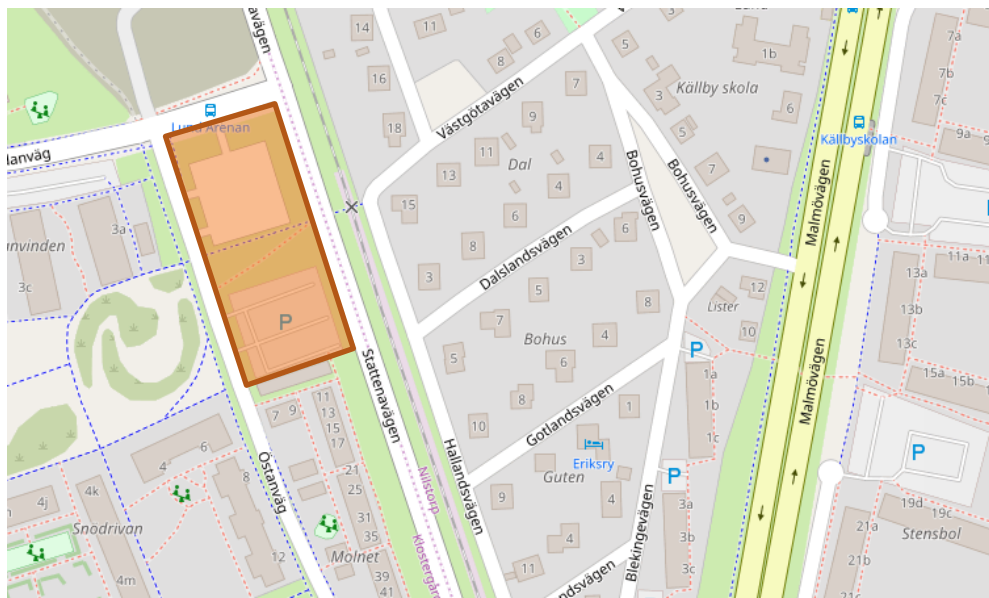 14
11
6
8
5
16
18
7
9
3
5
1b
6
Källby skola
Källbyskolan
7a
7b
7c
9a
Lund Arenan
Västgötavägen
Dal
11
13
15
4
4
6
8
3
Bohusvägen
Bohusvägen
7
9
Malmövägen
3a
3c
Dalslandsvägen
6
3
5
7
8
4
Bohus
6
8
5
10
Lister
12
10
11a
13a
13b
13c
15a
15b
P
P
P
P
Stattenavägen
Gotlandsvägen
1
1a
1b
1c
Malmövägen
7
9
11
13
15
17
21
25
31
35
39
41
Östanväg
Hallandsvägen
Nilstorp
Klostergår
Eriksry
Guten
9
4
4
11
Blekingevägen
3a
3b
3c
4
6
8
12
4j
4k
4m
Snodrivan
Molnet
19d
19c
21a
21b
21c
Stensbol